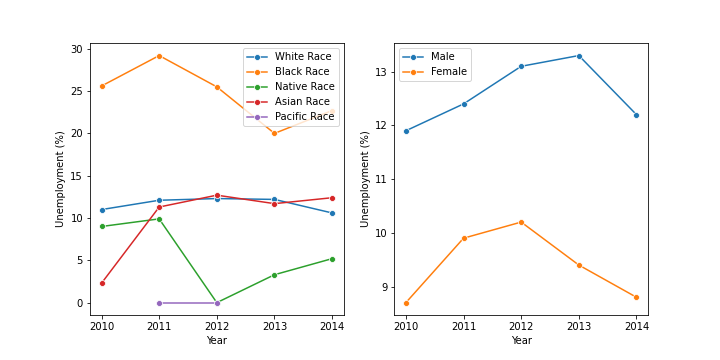 30
25
20
15
10
5
0
Unemployment (%)
2010 2011 2012 2013 2014
Year
White Race
Black Race
Native Race
Asian Race
Pacific Race
13
12
11
10
9
Unemployment (%)
2010 2011 2012 2013 2014
Year
Male
Female